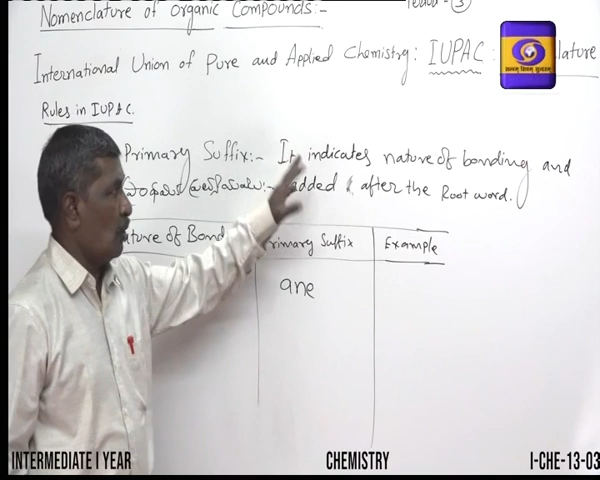 Nomenclature of Organic Compounds:-
3
International Union of Pure and Applied Chemistry: IUPAC : lature
Rules in IUPAC.
Primary Suffix:- It indicates nature of bonding and
added after the Root word.
ature of Bond rimary Suffix Example
ane
INTERMEDIATE I YEAR CHEMISTRY I-CHE-13-03